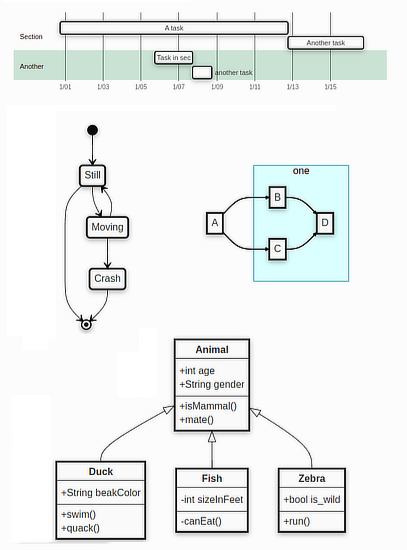 A task
Section
Another task
Task in sec
Another
another task
1/01 1/03 1/05 1/07 1/09 1/11 1/13 1/15
Still
Moving
Crash
one
A
B
C
D
Animal
+int age
+String gender
+isMammal()
+mate()
Duck
+String beakColor
+swim()
+quack()
Fish
-int sizeInFeet
-canEat()
Zebra
+bool is_wild
+run()